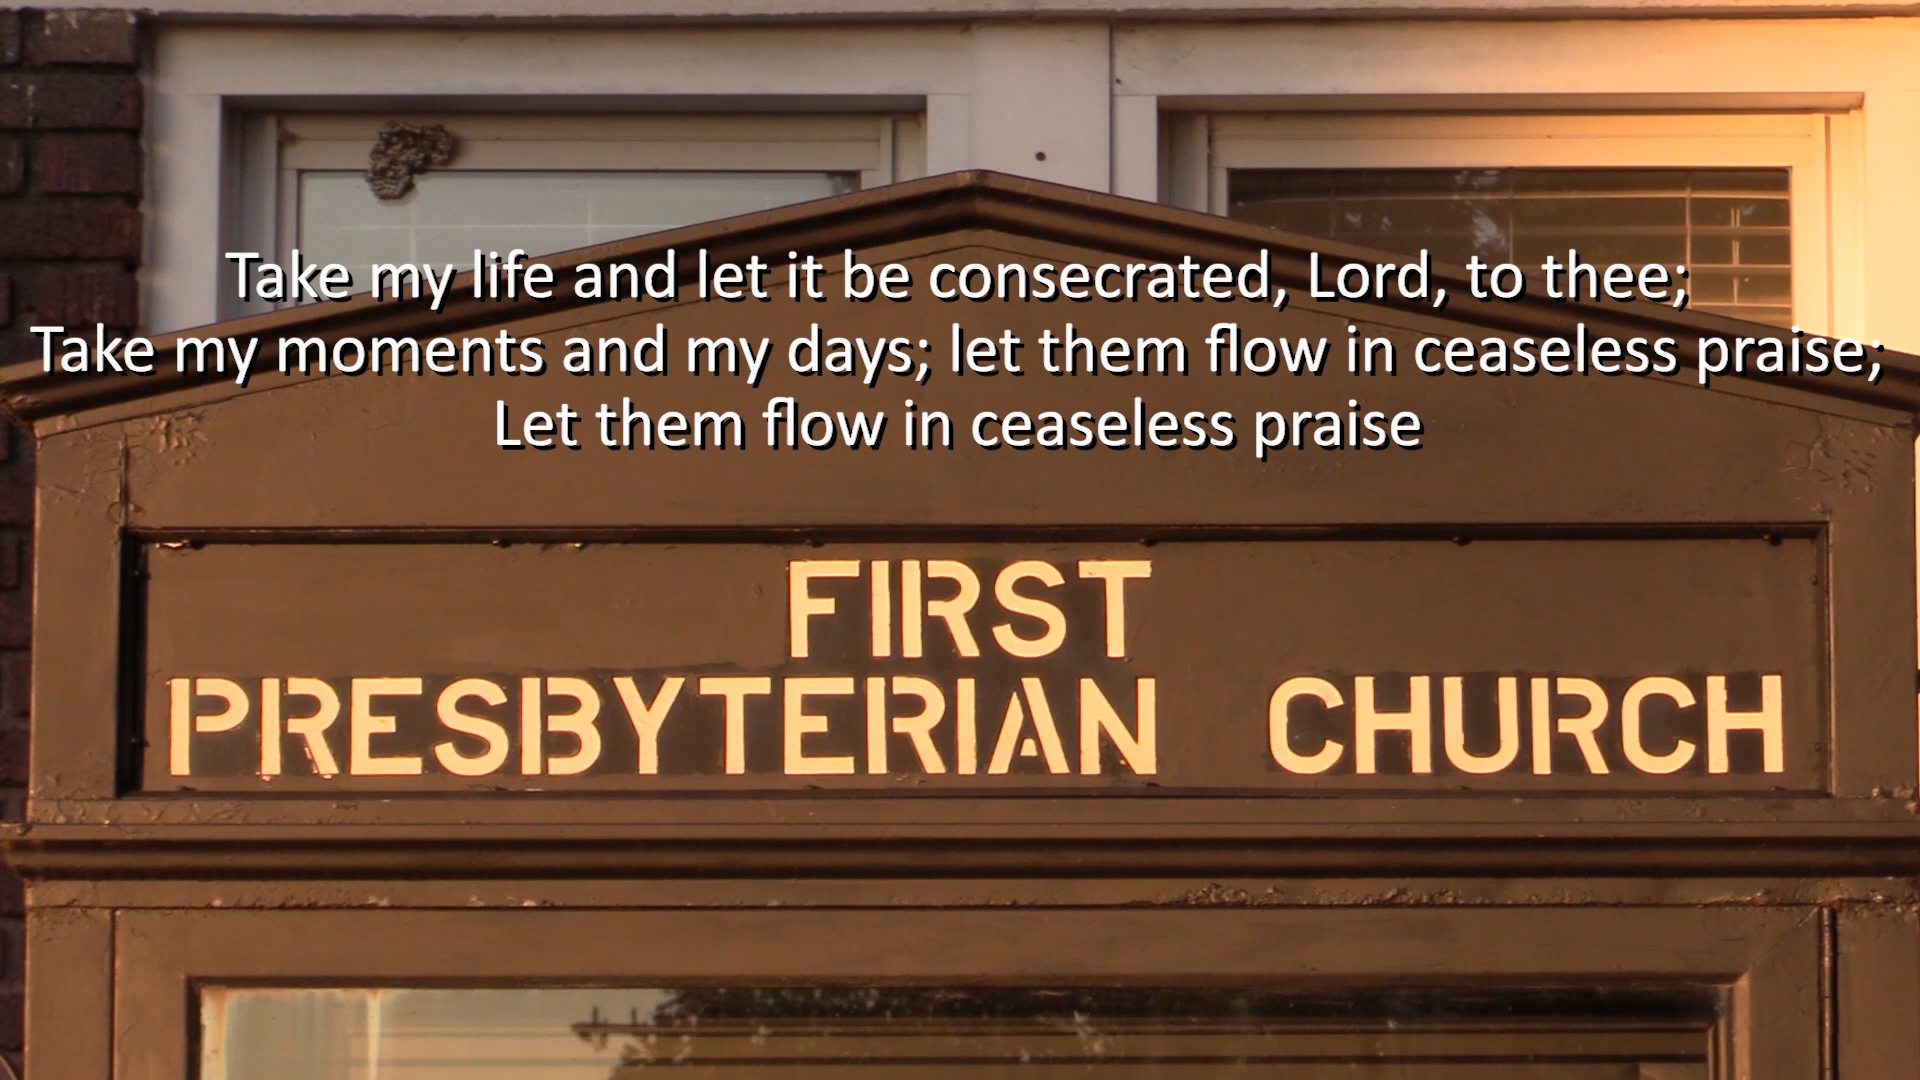 Take my life and let it be consecrated, Lord, to thee;
Take my moments and my days; let them flow in ceaseless praise;
Let them flow in ceaseless praise
FIRST
PRESBYTERIAN CHURCH